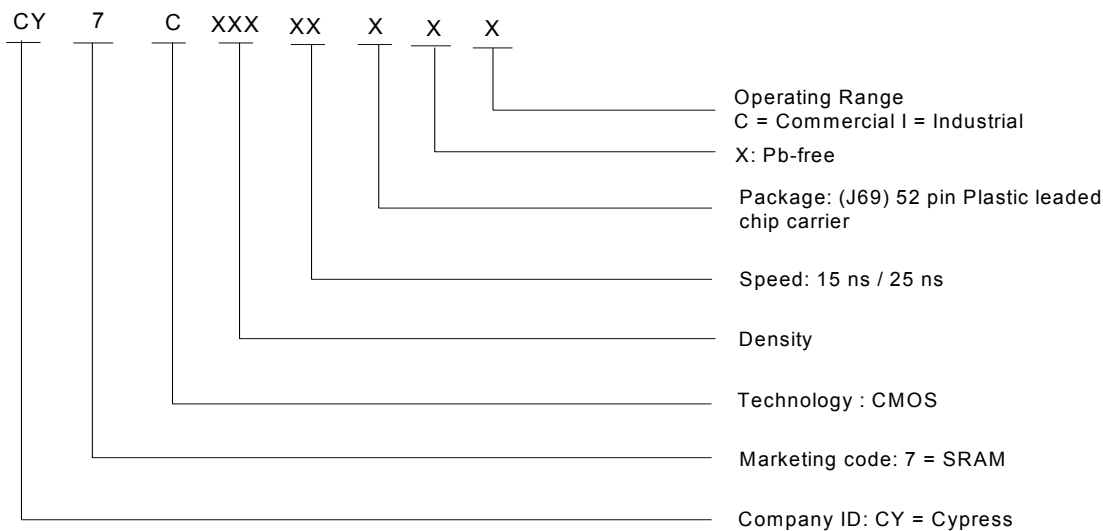 CY 7 C XXX XX X X X
Operating Range
C = Commercial I = Industrial
X: Pb-free
Package: (J69) 52 pin Plastic leaded
chip carrier
Speed: 15 ns / 25 ns
Density
Technology : CMOS
Marketing code: 7 = SRAM
Company ID: CY = Cypress